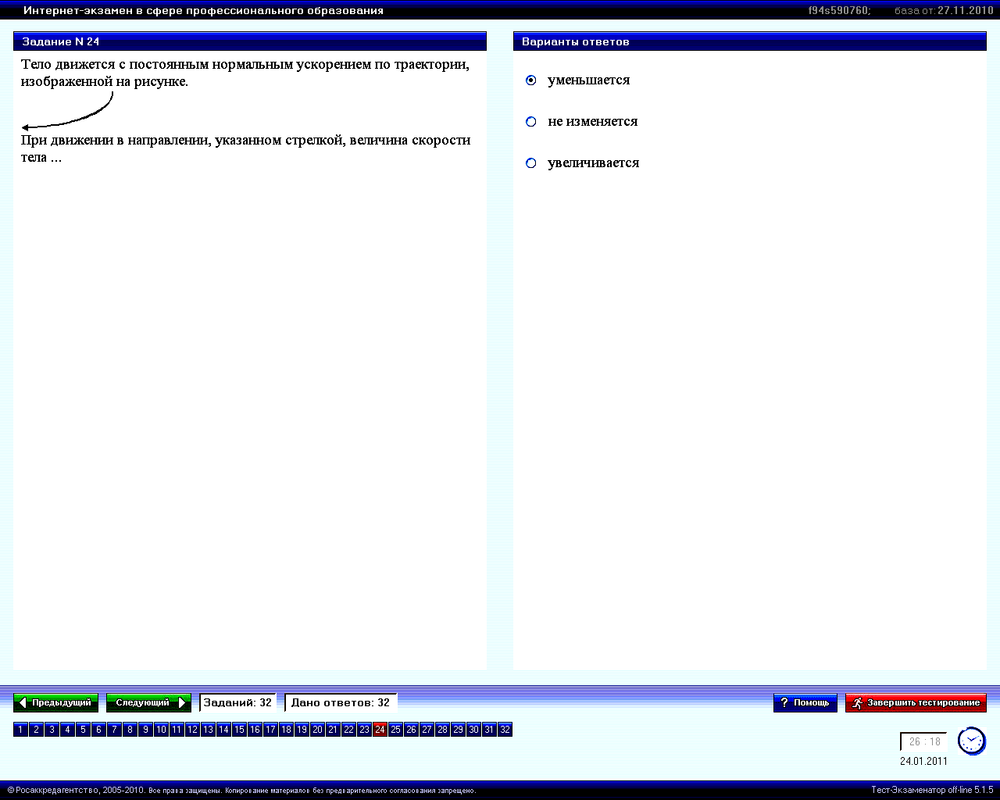 Интернет-экзамен в сфере профессионального образования
f94s590760; база от: 27.11.2010
Задание N 24
Тело движется с постоянным нормальным ускорением по траектории,
изображенной на рисунке.
При движении в направлении, указанном стрелкой, величина скорости
тела ...
Варианты ответов
уменьшается
не изменяется
увеличивается
Предыдущий Следующий Заданий: 32 Дано ответов: 32 ? Помощь Завершить тестирование
1 2 3 4 5 6 7 8 9 10 11 12 13 14 15 16 17 18 19 20 21 22 23 24 25 26 27 28 29 30 31 32
26 : 18
24.01.2011
© Росаккредагентство, 2005-2010. Все права защищены. Копирование материалов без предварительного согласования запрещено. Тест-Экзаменатор off-line 5.1.5